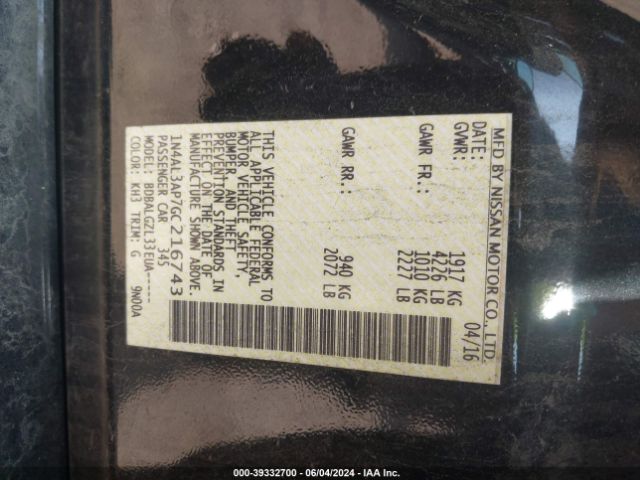 MFD BY NISSAN MOTOR CO., LTD.
DATE: 04/16
GVWR: 1917 KG
4226 LB
GAWR FR.: 1010 KG
2227 LB
GAWR RR.: 940 KG
2072 LB
THIS VEHICLE CONFORMS TO
ALL APPLICABLE FEDERAL
MOTOR VEHICLE SAFETY,
BUMPER, AND THEFT
PREVENTION STANDARDS IN
EFFECT ON THE DATE OF
MANUFACTURE SHOWN ABOVE.
1N4AL3AP7GC216743
PASSENGER CAR 345
MODEL: BDBALGZL33EUA-----
COLOR: KH3 TRIM: G 9N00A
000-39332700 - 06/04/2024 - IAA Inc.